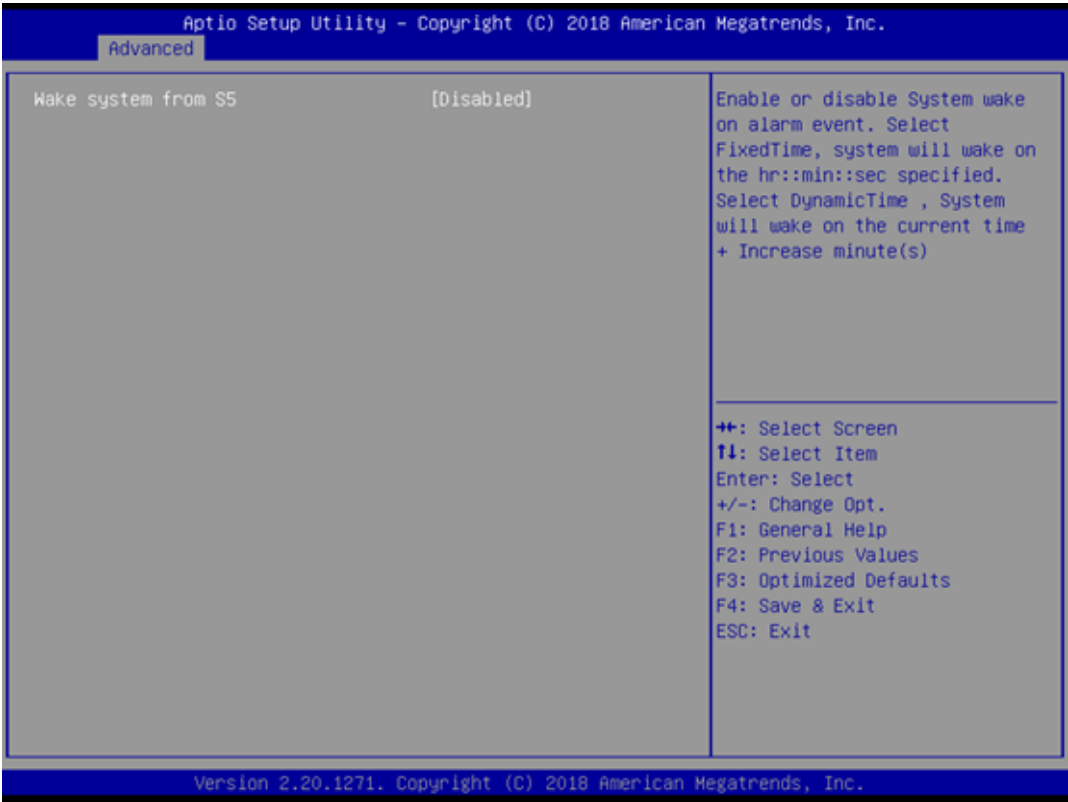 Aptio Setup Utility – Copyright (C) 2018 American Megatrends, Inc.
Advanced
Wake system from S5 [Disabled]
Enable or disable System wake
on alarm event. Select
FixedTime, system will wake on
the hr::min::sec specified.
Select DynamicTime , System
will wake on the current time
+ Increase minute(s)
→←: Select Screen
↑↓: Select Item
Enter: Select
+/-: Change Opt.
F1: General Help
F2: Previous Values
F3: Optimized Defaults
F4: Save & Exit
ESC: Exit
Version 2.20.1271. Copyright (C) 2018 American Megatrends, Inc.